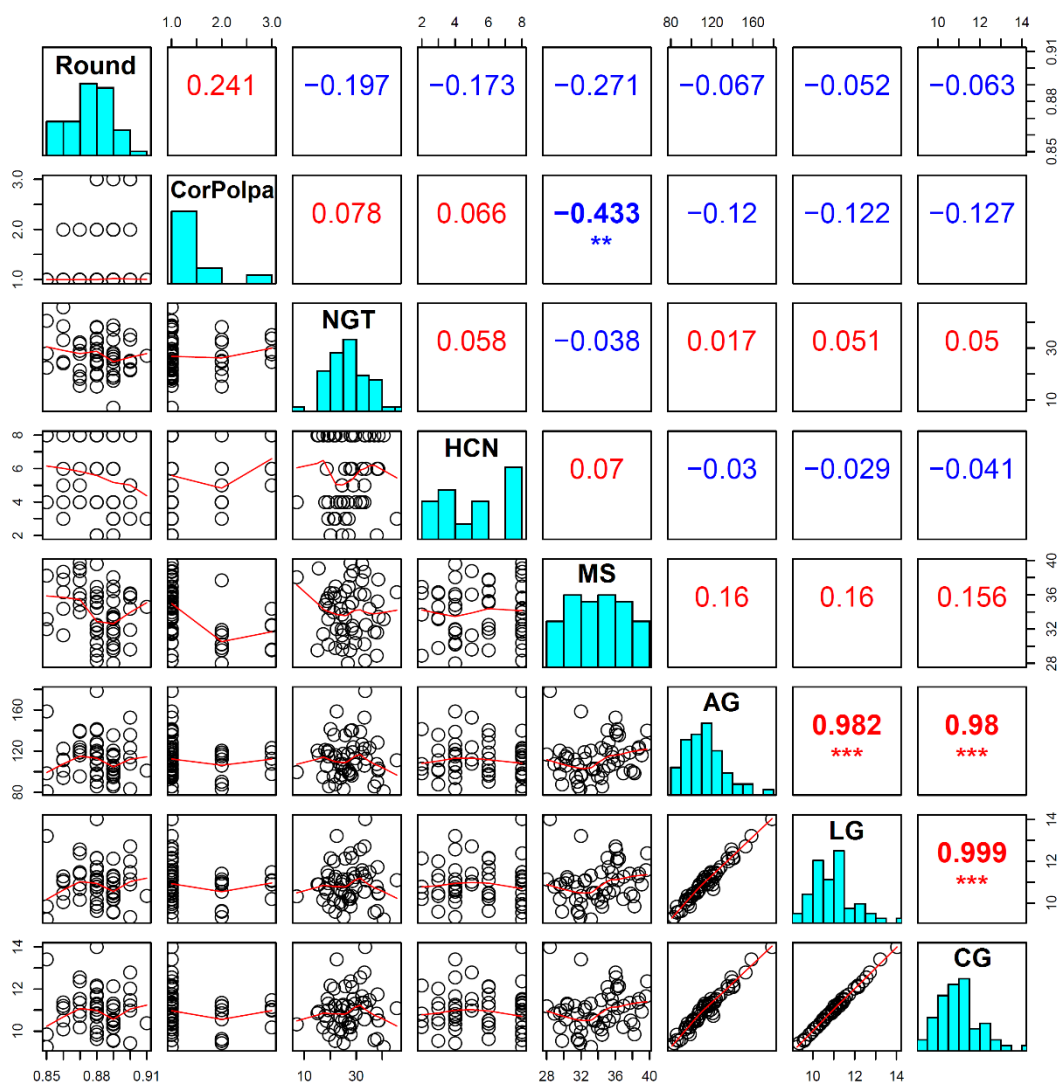 1.0 2.0 3.0 2 4 6 8 80 120 160 10 11 12 13 14
Round 0.241 −0.197 −0.173 −0.271 −0.067 −0.052 −0.063 0.85 0.88 0.91
1.0 2.0 3.0 CorPolpa 0.078 0.066 −0.433 −0.12 −0.122 −0.127
**
NGT 0.058 −0.038 0.017 0.051 0.05 10 30
2 4 6 8 HCN 0.07 −0.03 −0.029 −0.041
MS 0.16 0.16 0.156 28 32 36 40
80 120 160 AG 0.982 0.98
*** ***
LG 0.999 10 12 14
***
10 12 14 CG
0.85 0.88 0.91 10 30 28 32 36 40 10 11 12 13 14